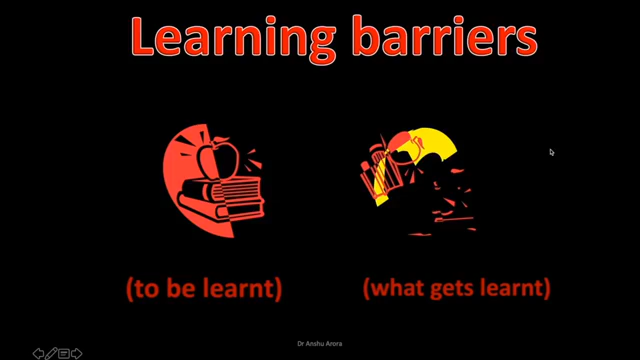 Learning barriers
(to be learnt)
(what gets learnt)
Dr Anshu Arora